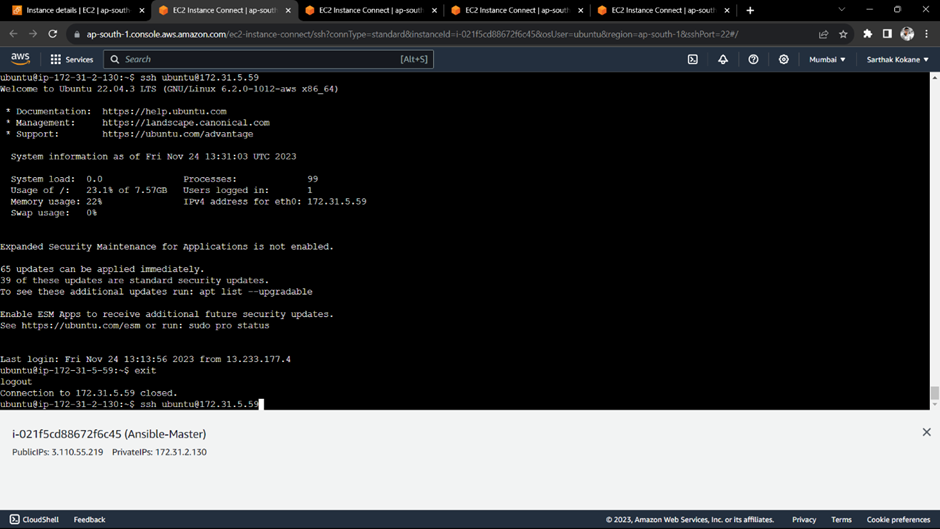 Instance details | EC2 | ap-south
EC2 Instance Connect | ap-south-
EC2 Instance Connect | ap-south-
EC2 Instance Connect | ap-south-
EC2 Instance Connect | ap-south-
ap-south-1.console.aws.amazon.com/ec2-instance-connect/ssh?connType=standard&instanceId=i-021f5cd88672f6c45&osUser=ubuntu&region=ap-south-1&sshPort=22#/
aws Services Search [Alt+S] Mumbai Sarthak Kokane
ubuntu@ip-172-31-2-130:~$ ssh ubuntu@172.31.5.59
Welcome to Ubuntu 22.04.3 LTS (GNU/Linux 6.2.0-1012-aws x86_64)
* Documentation: https://help.ubuntu.com
* Management: https://landscape.canonical.com
* Support: https://ubuntu.com/advantage
System information as of Fri Nov 24 13:31:03 UTC 2023
System load: 0.0 Processes: 99
Usage of /: 23.1% of 7.57GB Users logged in: 1
Memory usage: 22% IPv4 address for eth0: 172.31.5.59
Swap usage: 0%
Expanded Security Maintenance for Applications is not enabled.
65 updates can be applied immediately.
39 of these updates are standard security updates.
To see these additional updates run: apt list --upgradable
Enable ESM Apps to receive additional future security updates.
See https://ubuntu.com/esm or run: sudo pro status
Last login: Fri Nov 24 13:13:56 2023 from 13.233.177.4
ubuntu@ip-172-31-5-59:~$ exit
logout
Connection to 172.31.5.59 closed.
ubuntu@ip-172-31-2-130:~$ ssh ubuntu@172.31.5.59
i-021f5cd88672f6c45 (Ansible-Master)
PublicIPs: 3.110.55.219 PrivateIPs: 172.31.2.130
CloudShell Feedback © 2023, Amazon Web Services, Inc. or its affiliates. Privacy Terms Cookie preferences